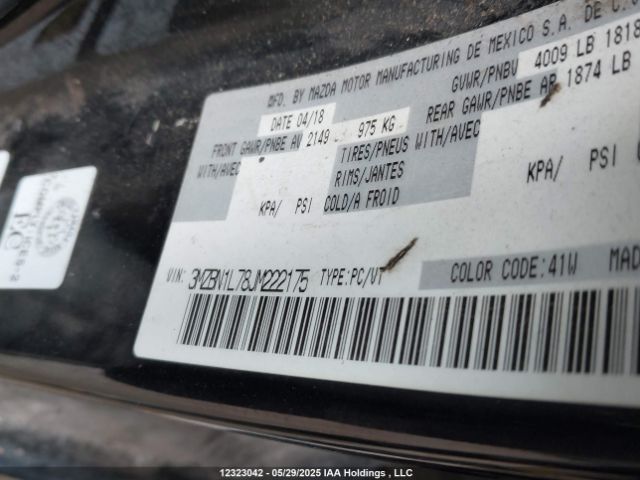 MFD. BY MAZDA MOTOR MANUFACTURING DE MEXICO S.A. DE C.
DATE 04/18 GVWR/PNBV 4009 LB 1818
FRONT GAWR/PNBE AV 2149 975 KG REAR GAWR/PNBE AR 1874 LB
WITH/AVEC TIRES/PNEUS WITH/AVEC
RIMS/JANTES
KPA/ PSI COLD/A FROID KPA/ PSI
VIN: 3MZBN1L78JM222175 TYPE:PC/VT COLOR CODE:41W MAD
12323042 - 05/29/2025 IAA Holdings , LLC